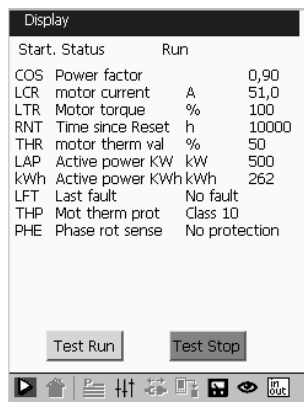 Display
Start. Status Run
COS Power factor 0,90
LCR motor current A 51,0
LTR Motor torque % 100
RNT Time since Reset h 10000
THR motor therm val % 50
LAP Active power KW kW 500
kWh Active power KWh kWh 262
LFT Last fault No fault
THP Mot therm prot Class 10
PHE Phase rot sense No protection
Test Run Test Stop
in
out